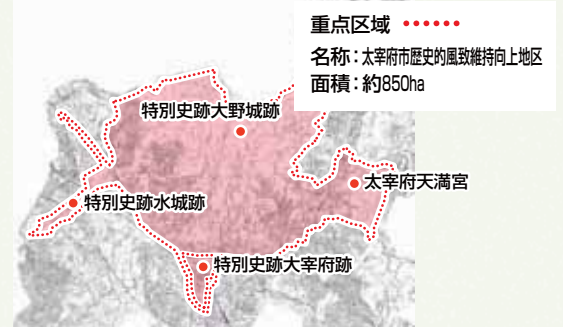 重点区域 ••••••
名称：太宰府市歴史的風致維持向上地区
面積：約850ha
特別史跡大野城跡
太宰府天満宮
特別史跡水城跡
特別史跡大宰府跡